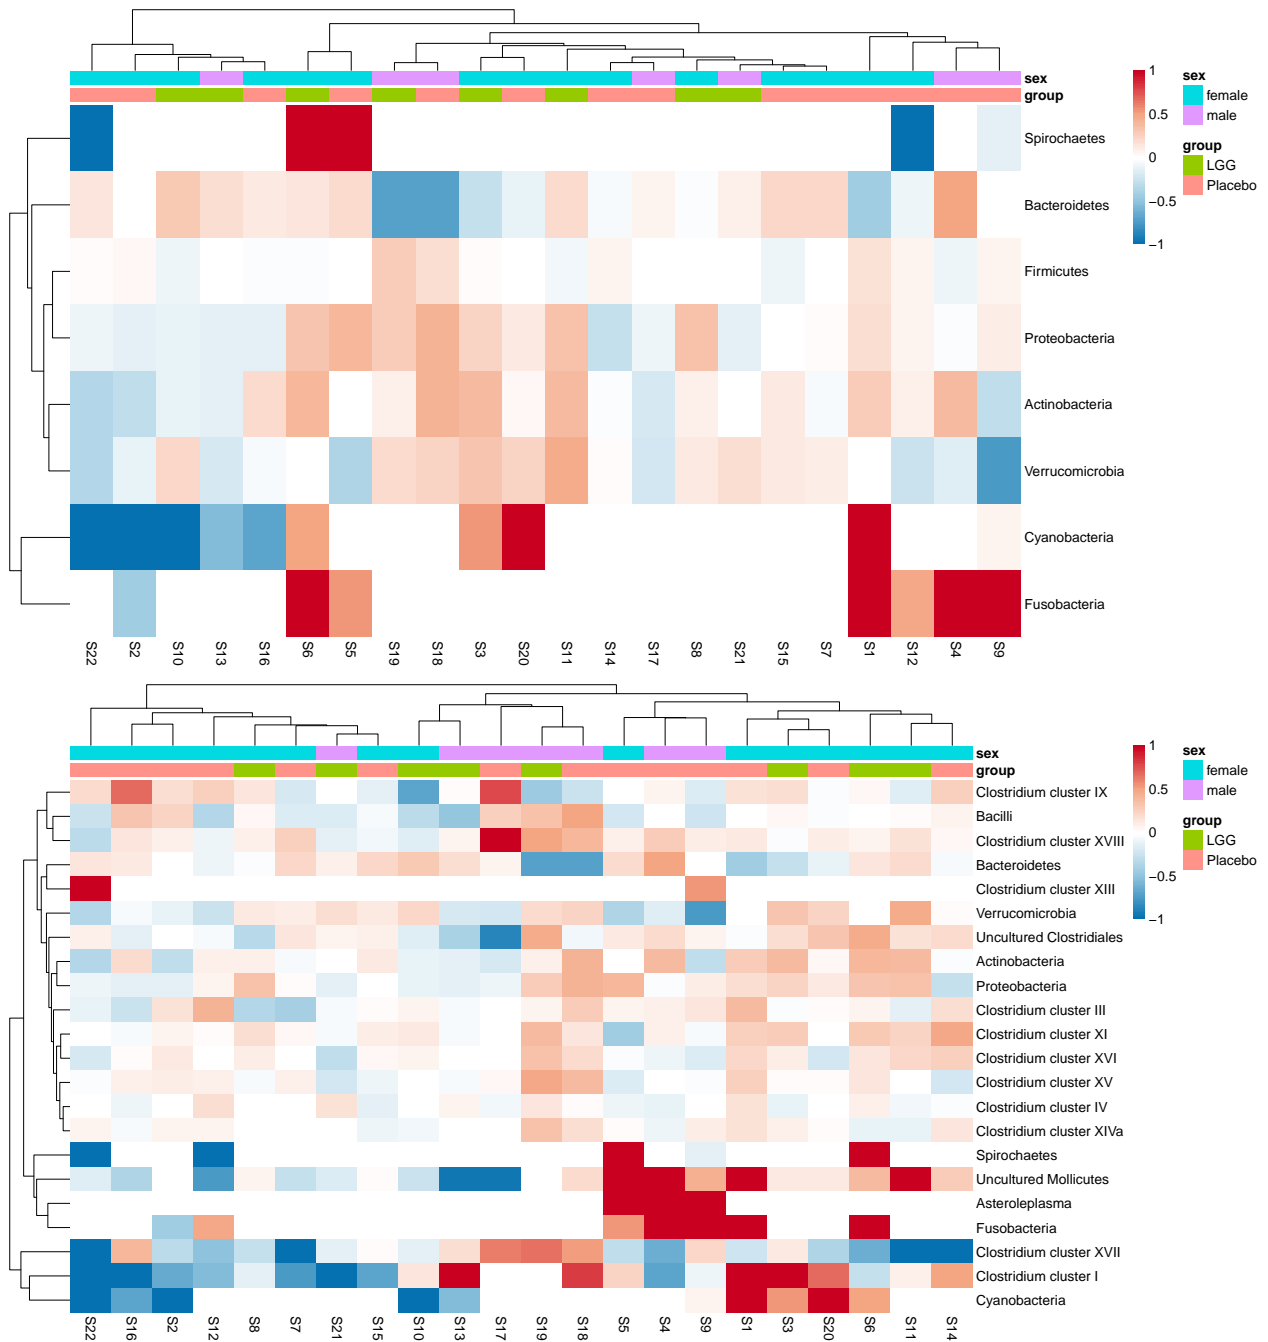 sex
group
Spirochaetes
Bacteroidetes
Firmicutes
Proteobacteria
Actinobacteria
Verrucomicrobia
Cyanobacteria
Fusobacteria
1
0.5
0
−0.5
−1
sex
female
male
group
LGG
Placebo
S22 S2 S10 S13 S16 S6 S5 S19 S18 S3 S20 S11 S14 S17 S8 S21 S15 S7 S1 S12 S4 S9
sex
group
Clostridium cluster IX
Bacilli
Clostridium cluster XVIII
Bacteroidetes
Clostridium cluster XIII
Verrucomicrobia
Uncultured Clostridiales
Actinobacteria
Proteobacteria
Clostridium cluster III
Clostridium cluster XI
Clostridium cluster XVI
Clostridium cluster XV
Clostridium cluster IV
Clostridium cluster XIVa
Spirochaetes
Uncultured Mollicutes
Asteroleplasma
Fusobacteria
Clostridium cluster XVII
Clostridium cluster I
Cyanobacteria
1
0.5
0
−0.5
−1
sex
female
male
group
LGG
Placebo
S22 S16 S2 S12 S8 S7 S21 S15 S10 S13 S17 S19 S18 S5 S4 S9 S1 S3 S20 S6 S11 S14